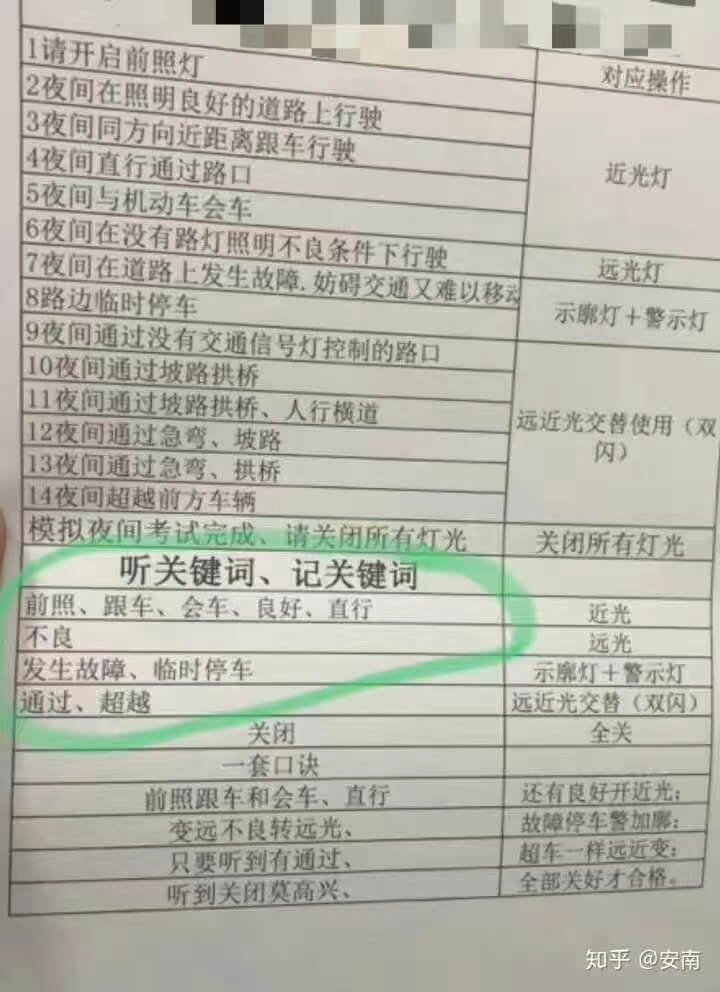 对应操作
1请开启前照灯
2夜间在照明良好的道路上行驶
3夜间同方向近距离跟车行驶
4夜间直行通过路口
5夜间与机动车会车
近光灯
6夜间在没有路灯照明不良条件下行驶
远光灯
7夜间在道路上发生故障.妨碍交通又难以移动
8路边临时停车
示廓灯＋警示灯
9夜间通过没有交通信号灯控制的路口
10夜间通过坡路拱桥
11夜间通过坡路拱桥、人行横道
12夜间通过急弯、坡路
13夜间通过急弯、拱桥
14夜间超越前方车辆
远近光交替使用（双
闪）
模拟夜间考试完成、请关闭所有灯光 关闭所有灯光
听关键词、记关键词
前照、跟车、会车、良好、直行 近光
不良 远光
发生故障、临时停车 示廓灯＋警示灯
通过、超越 远近光交替（双闪）
关闭 全关
一套口诀
前照跟车和会车、直行 还有良好开近光；
变远不良转远光、 故障停车警加廓；
只要听到有通过、 超车一样远近变；
听到关闭莫高兴、 全部关好才合格。
知乎 @安南